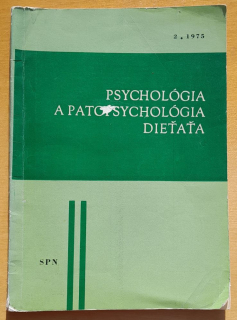 2 • 1975
PSYCHOLÓGIA
A PATOPSYCHOLÓGIA
DIEŤAŤA
SPN